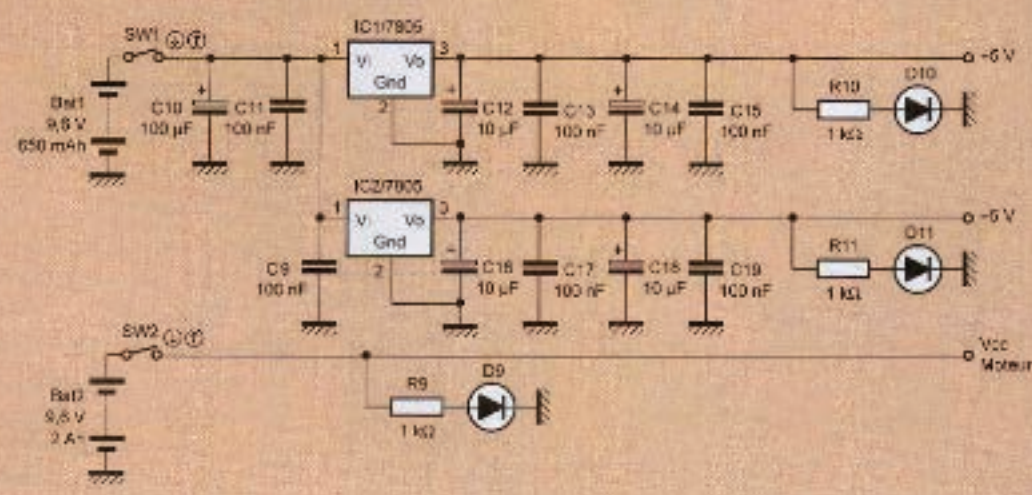 SW1
IC1/7805
1 3
Vi Vo
Gnd
2
Bat1
9,6 V
650 mAh
C10
100 µF
C11
100 nF
C12
10 µF
C13
100 nF
C14
10 µF
C15
100 nF
R10
1 kΩ
D10
IC2/7805
1 3
Vi Vo
Gnd
2
C9
100 nF
C16
10 µF
C17
100 nF
C18
10 µF
C19
100 nF
R11
1 kΩ
D11
SW2
Bat2
9,6 V
2 Ah
R9
1 kΩ
D9
Vcc
Moteur